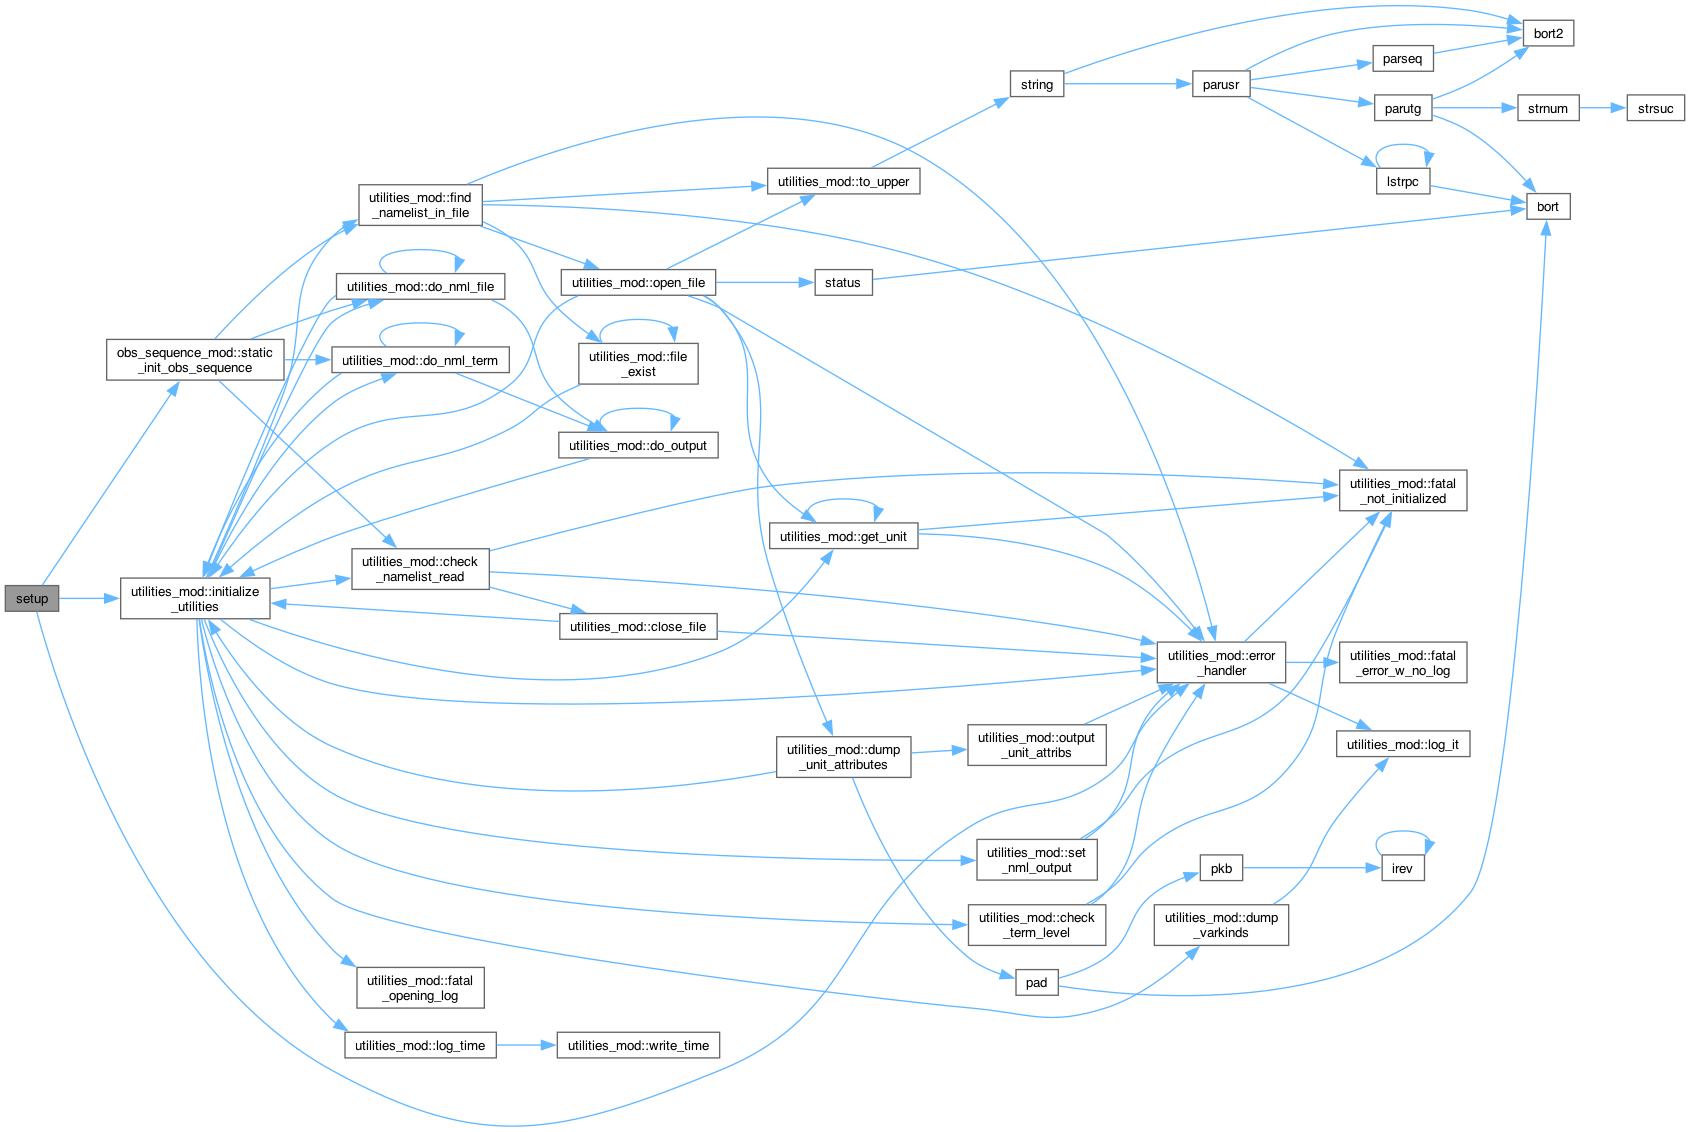 bort2
parseq
string
parusr
parutg
strnum
strsuc
utilities_mod::to_upper
lstrpc
utilities_mod::find
_namelist_in_file
bort
utilities_mod::do_nml_file
utilities_mod::open_file
status
obs_sequence_mod::static
_init_obs_sequence
utilities_mod::do_nml_term
utilities_mod::file
_exist
utilities_mod::do_output
utilities_mod::fatal
_not_initialized
utilities_mod::get_unit
utilities_mod::check
_namelist_read
setup
utilities_mod::initialize
_utilities
utilities_mod::close_file
utilities_mod::error
_handler
utilities_mod::fatal
_error_w_no_log
utilities_mod::dump
_unit_attributes
utilities_mod::output
_unit_attribs
utilities_mod::log_it
utilities_mod::set
_nml_output
pkb
irev
utilities_mod::check
_term_level
utilities_mod::dump
_varkinds
utilities_mod::fatal
_opening_log
pad
utilities_mod::log_time
utilities_mod::write_time